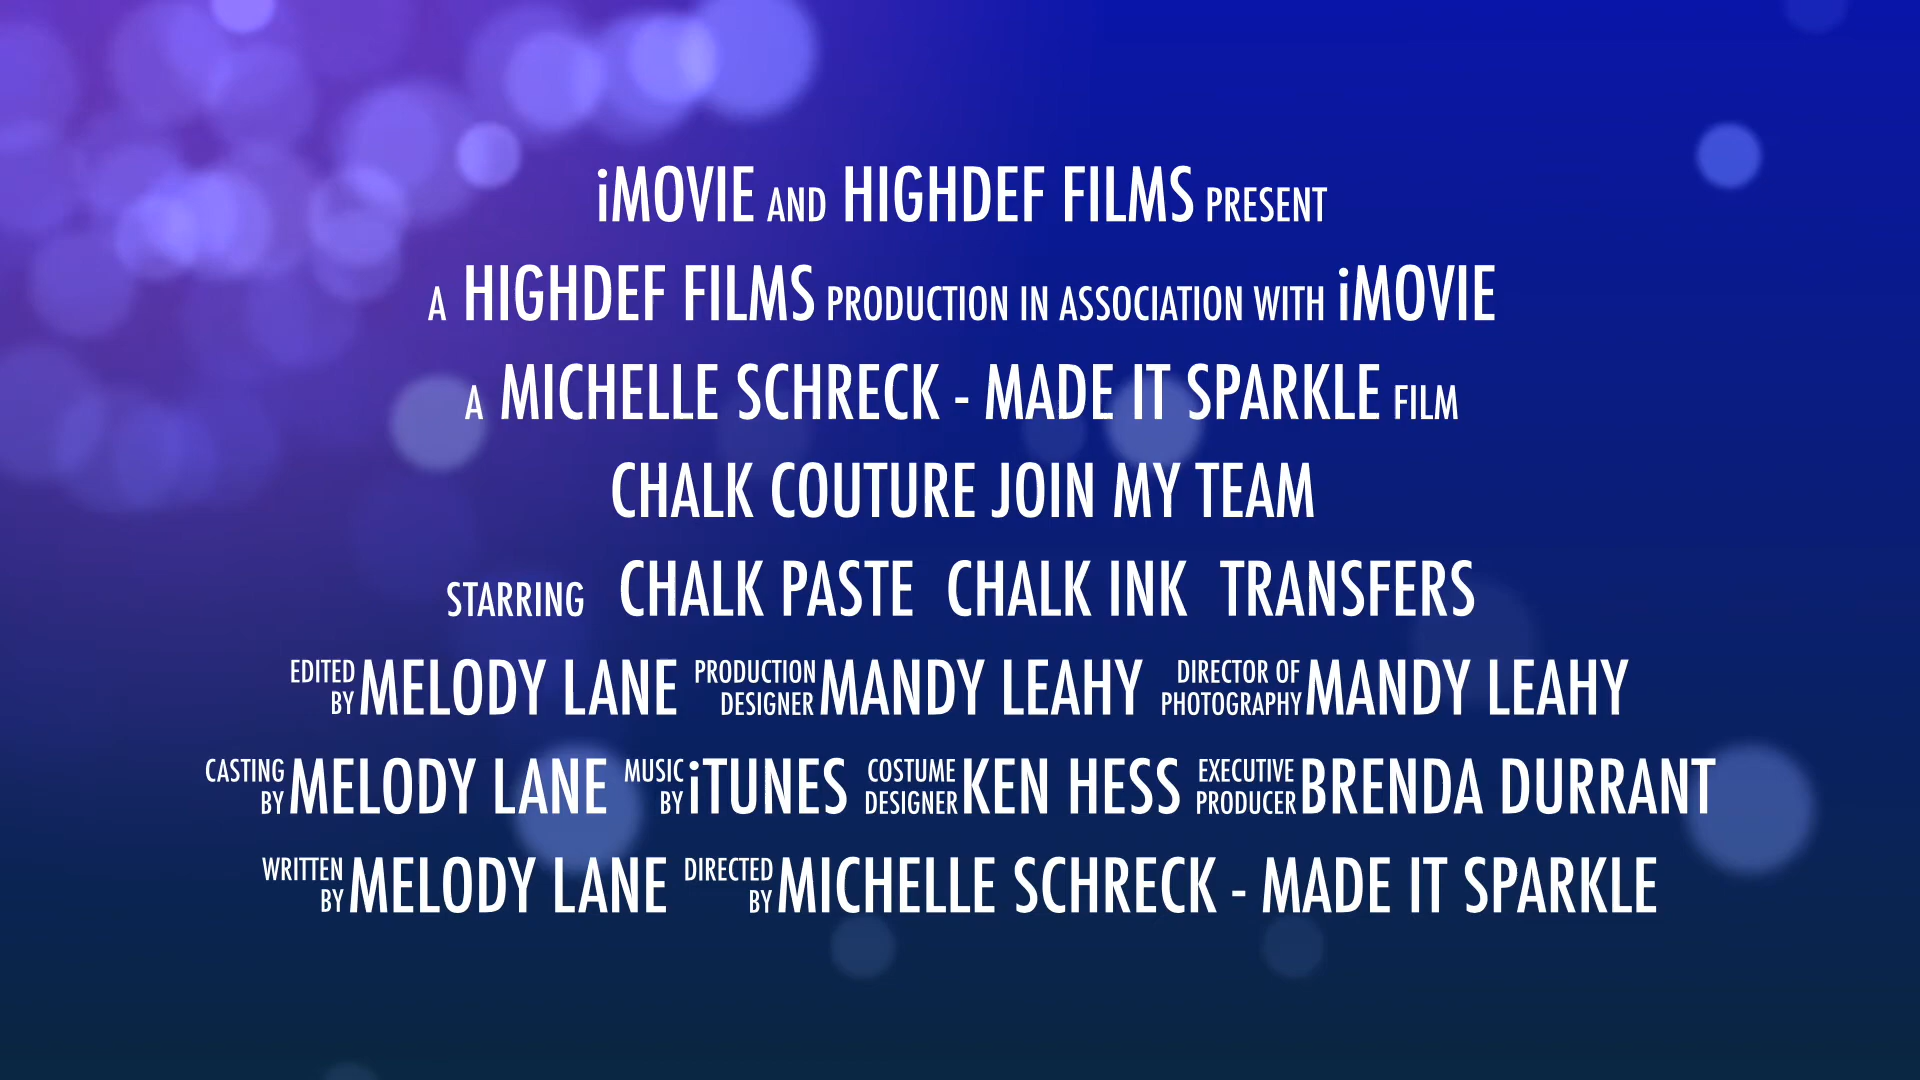 iMOVIE AND HIGHDEF FILMS PRESENT
A HIGHDEF FILMS PRODUCTION IN ASSOCIATION WITH iMOVIE
A MICHELLE SCHRECK - MADE IT SPARKLE FILM
CHALK COUTURE JOIN MY TEAM
STARRING CHALK PASTE CHALK INK TRANSFERS
EDITED BY MELODY LANE PRODUCTION DESIGNER MANDY LEAHY DIRECTOR OF PHOTOGRAPHY MANDY LEAHY
CASTING BY MELODY LANE MUSIC BY iTUNES COSTUME DESIGNER KEN HESS EXECUTIVE PRODUCER BRENDA DURRANT
WRITTEN BY MELODY LANE DIRECTED BY MICHELLE SCHRECK - MADE IT SPARKLE